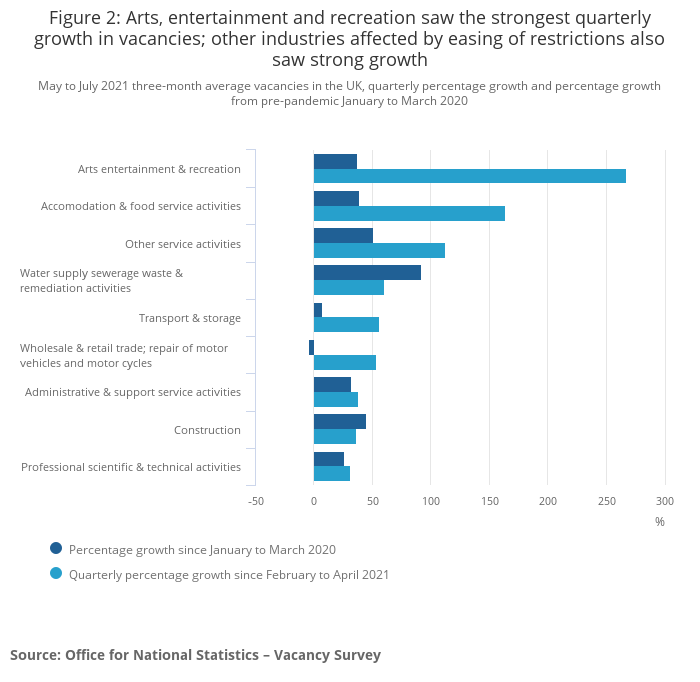 Figure 2: Arts, entertainment and recreation saw the strongest quarterly
growth in vacancies; other industries affected by easing of restrictions also
saw strong growth
May to July 2021 three-month average vacancies in the UK, quarterly percentage growth and percentage growth
from pre-pandemic January to March 2020
Arts entertainment & recreation
Accomodation & food service activities
Other service activities
Water supply sewerage waste &
remediation activities
Transport & storage
Wholesale & retail trade; repair of motor
vehicles and motor cycles
Administrative & support service activities
Construction
Professional scientific & technical activities
-50 0 50 100 150 200 250 300
%
Percentage growth since January to March 2020
Quarterly percentage growth since February to April 2021
Source: Office for National Statistics – Vacancy Survey